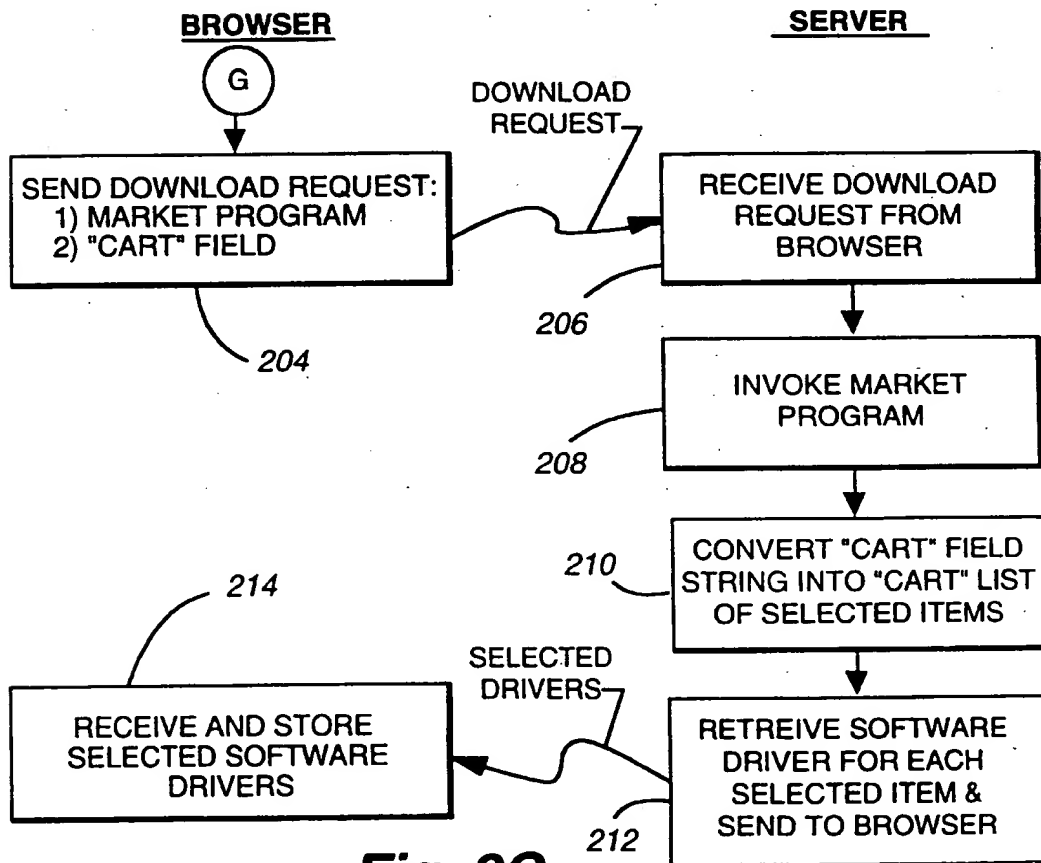 BROWSER
SERVER
G
DOWNLOAD
REQUEST
SEND DOWNLOAD REQUEST:
1) MARKET PROGRAM
2) "CART" FIELD
RECEIVE DOWNLOAD
REQUEST FROM
BROWSER
204
206
INVOKE MARKET
PROGRAM
208
CONVERT "CART" FIELD
STRING INTO "CART" LIST
OF SELECTED ITEMS
210
214
SELECTED
DRIVERS
RECEIVE AND STORE
SELECTED SOFTWARE
DRIVERS
RETREIVE SOFTWARE
DRIVER FOR EACH
SELECTED ITEM &
SEND TO BROWSER
212